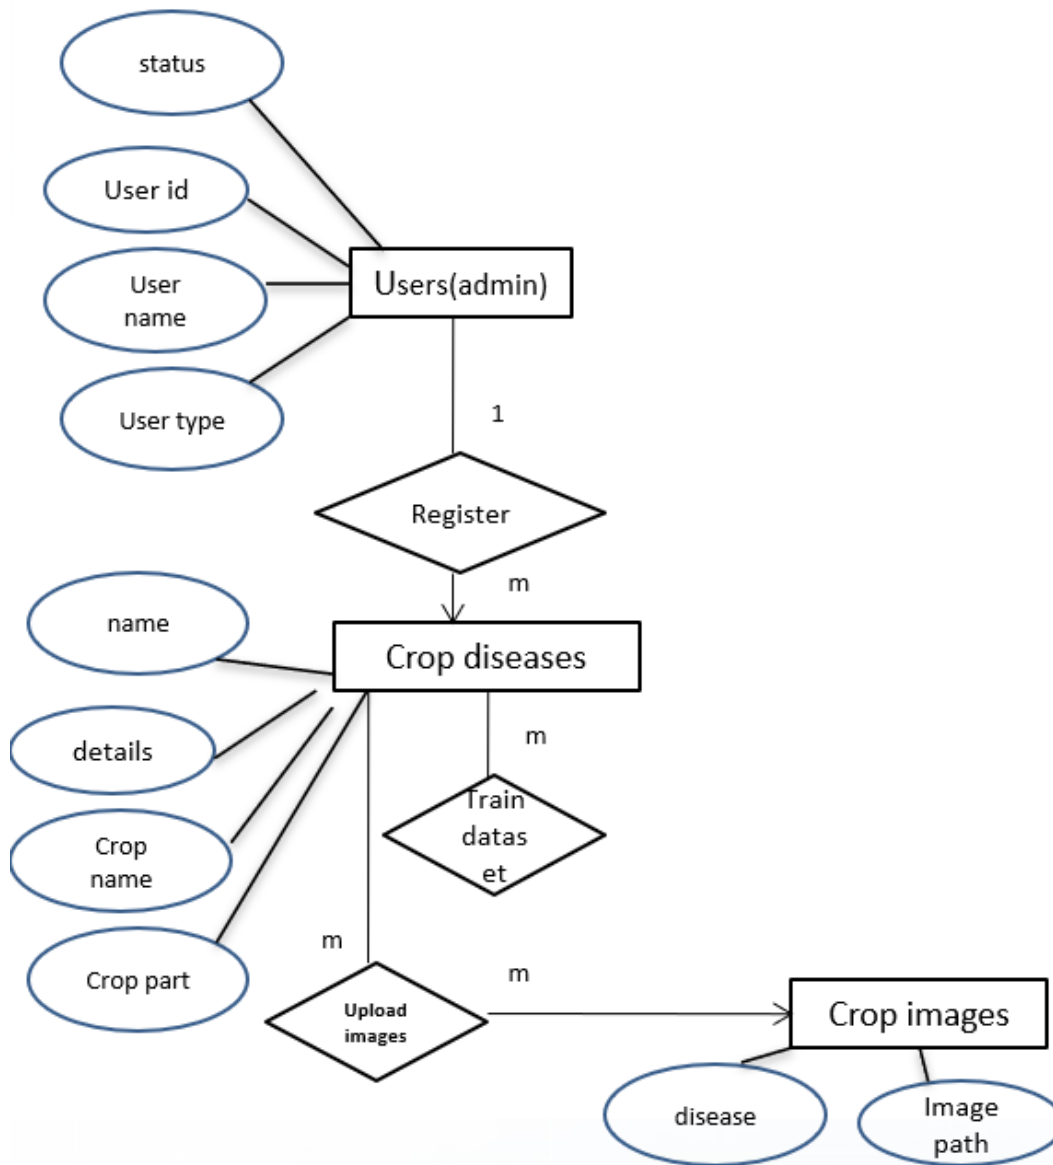 status
User id
User
name
User type
Users(admin)
1
Register
m
name
details
Crop
name
Crop part
Crop diseases
m
Train
datas
et
m
Upload
images
m
Crop images
disease
Image
path